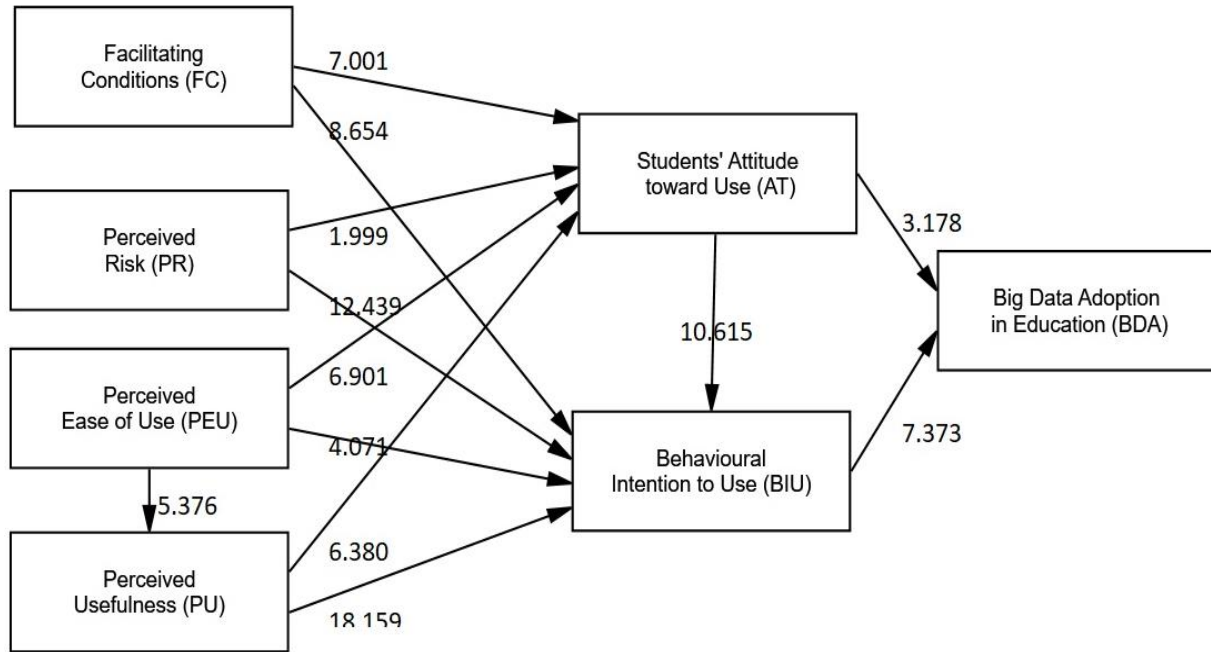 Facilitating
Conditions (FC)
7.001
8.654
Students' Attitude
toward Use (AT)
Perceived
Risk (PR)
1.999
12.439
3.178
Big Data Adoption
in Education (BDA)
10.615
Perceived
Ease of Use (PEU)
6.901
4.071
Behavioural
Intention to Use (BIU)
7.373
5.376
Perceived
Usefulness (PU)
6.380
18.159